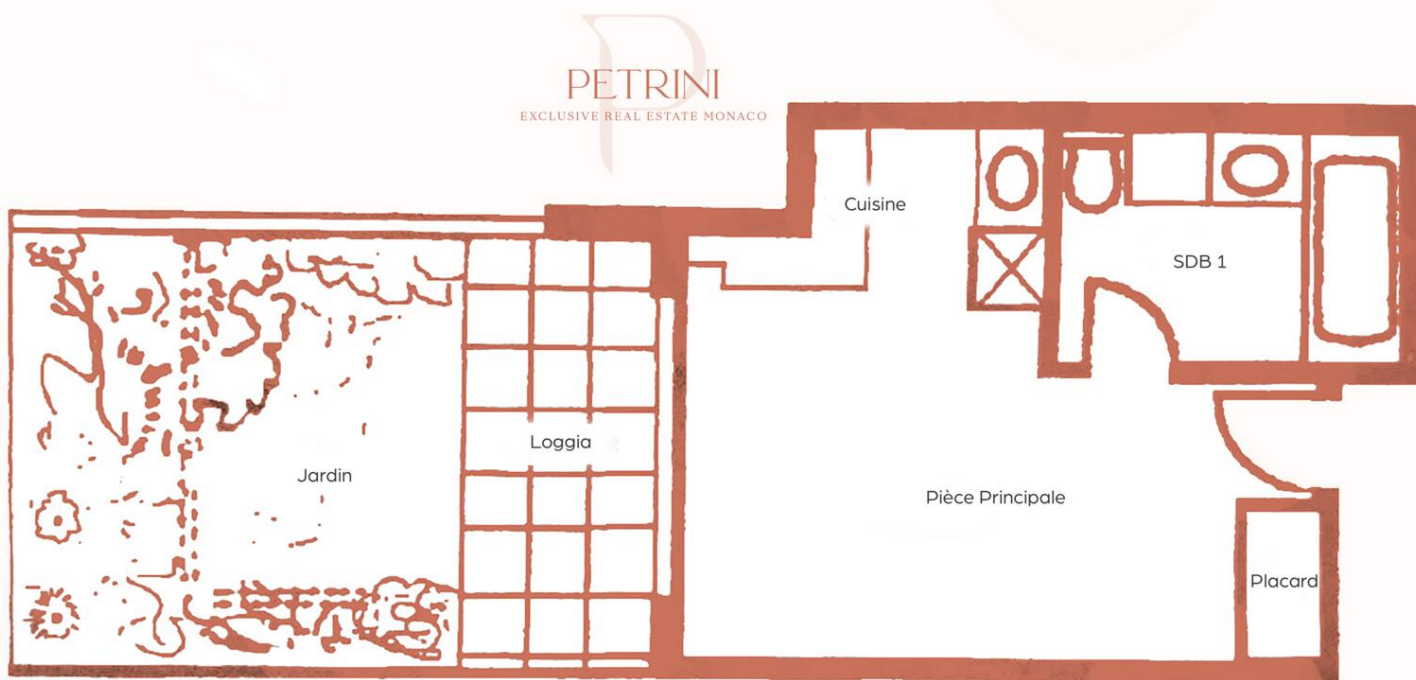 PETRINI
EXCLUSIVE REAL ESTATE MONACO
Cuisine
SDB 1
Loggia
Jardin
Pièce Principale
Placard